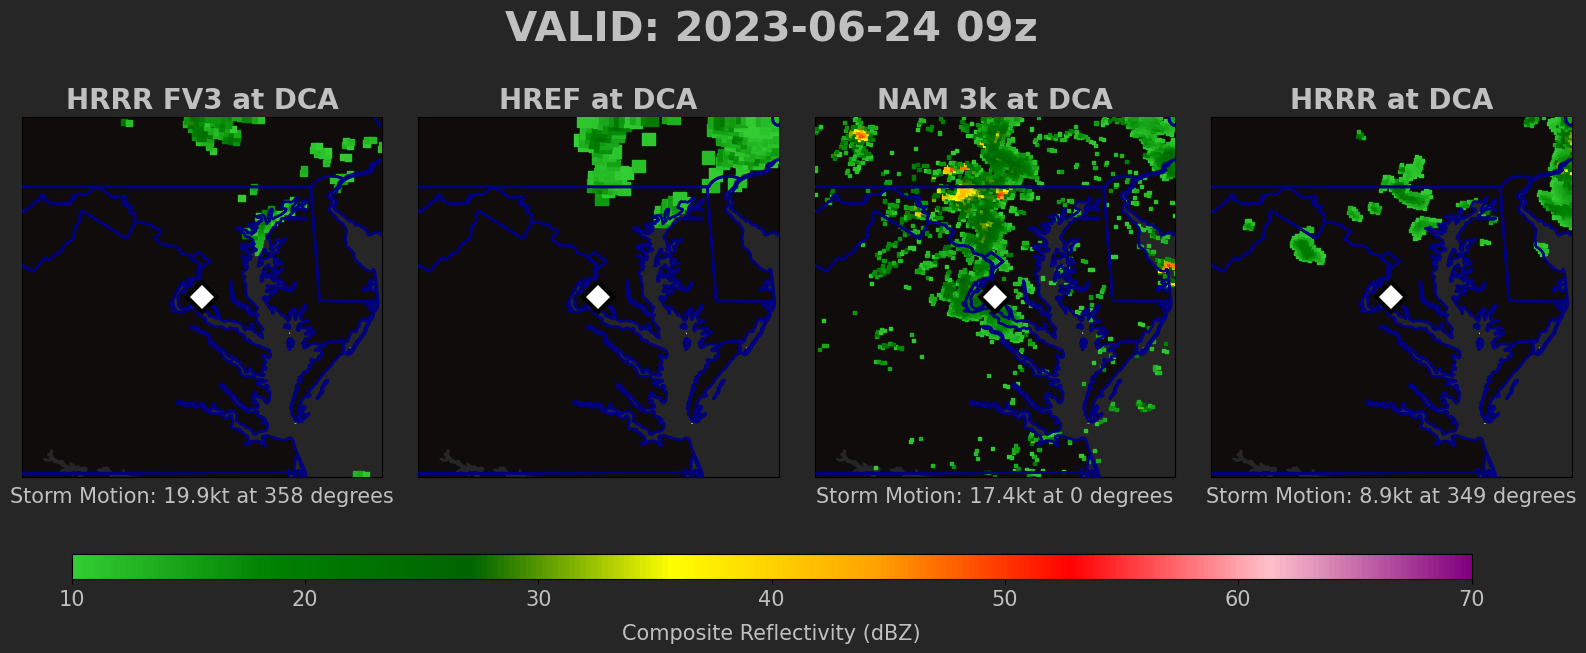 VALID: 2023-06-24 09z
HRRR FV3 at DCA
HREF at DCA
NAM 3k at DCA
HRRR at DCA
Storm Motion: 19.9kt at 358 degrees
Storm Motion: 17.4kt at 0 degrees
Storm Motion: 8.9kt at 349 degrees
10 20 30 40 50 60 70
Composite Reflectivity (dBZ)